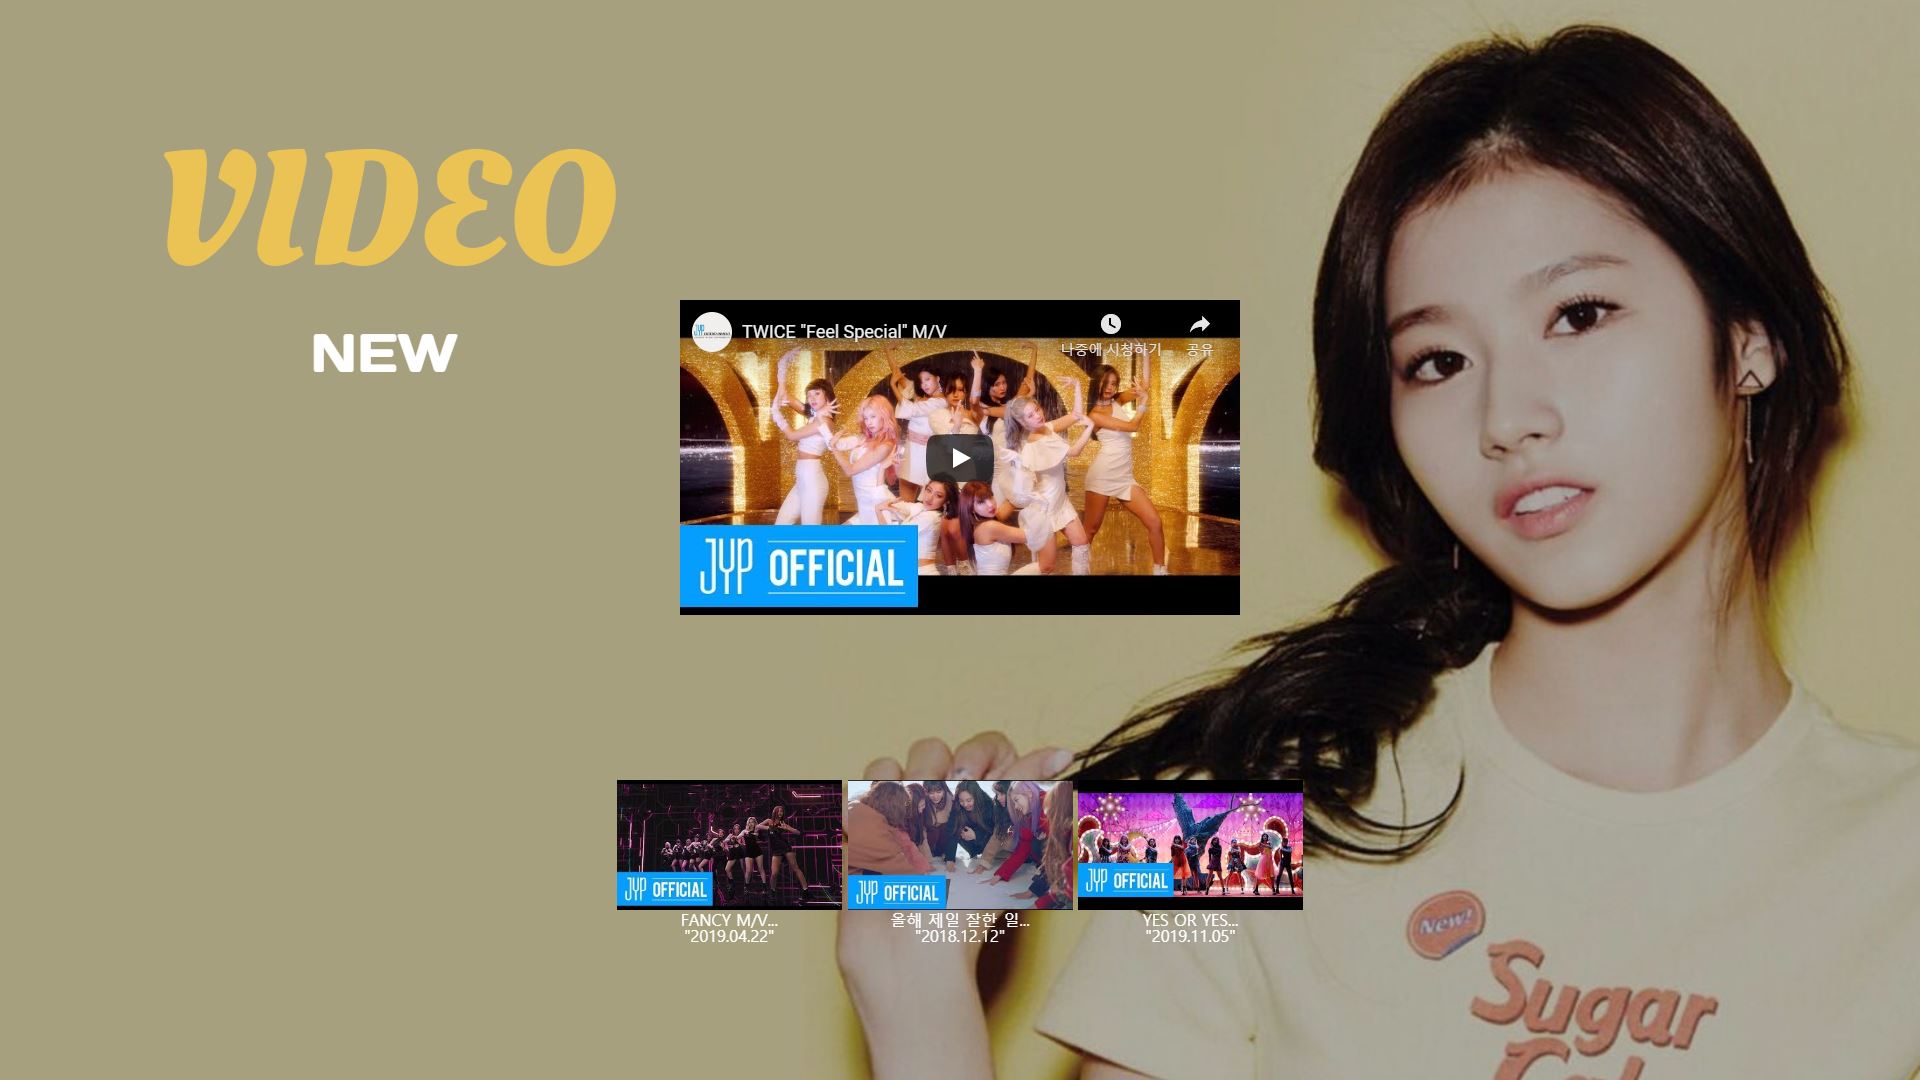 VIDEO
NEW
TWICE "Feel Special" M/V
나중에 시청하기
공유
JYP OFFICIAL
JYP OFFICIAL
JYP OFFICIAL
JYP OFFICIAL
FANCY M/V...
"2019.04.22"
올해 제일 잘한 일...
"2018.12.12"
YES OR YES...
"2019.11.05"
New!
Sugar